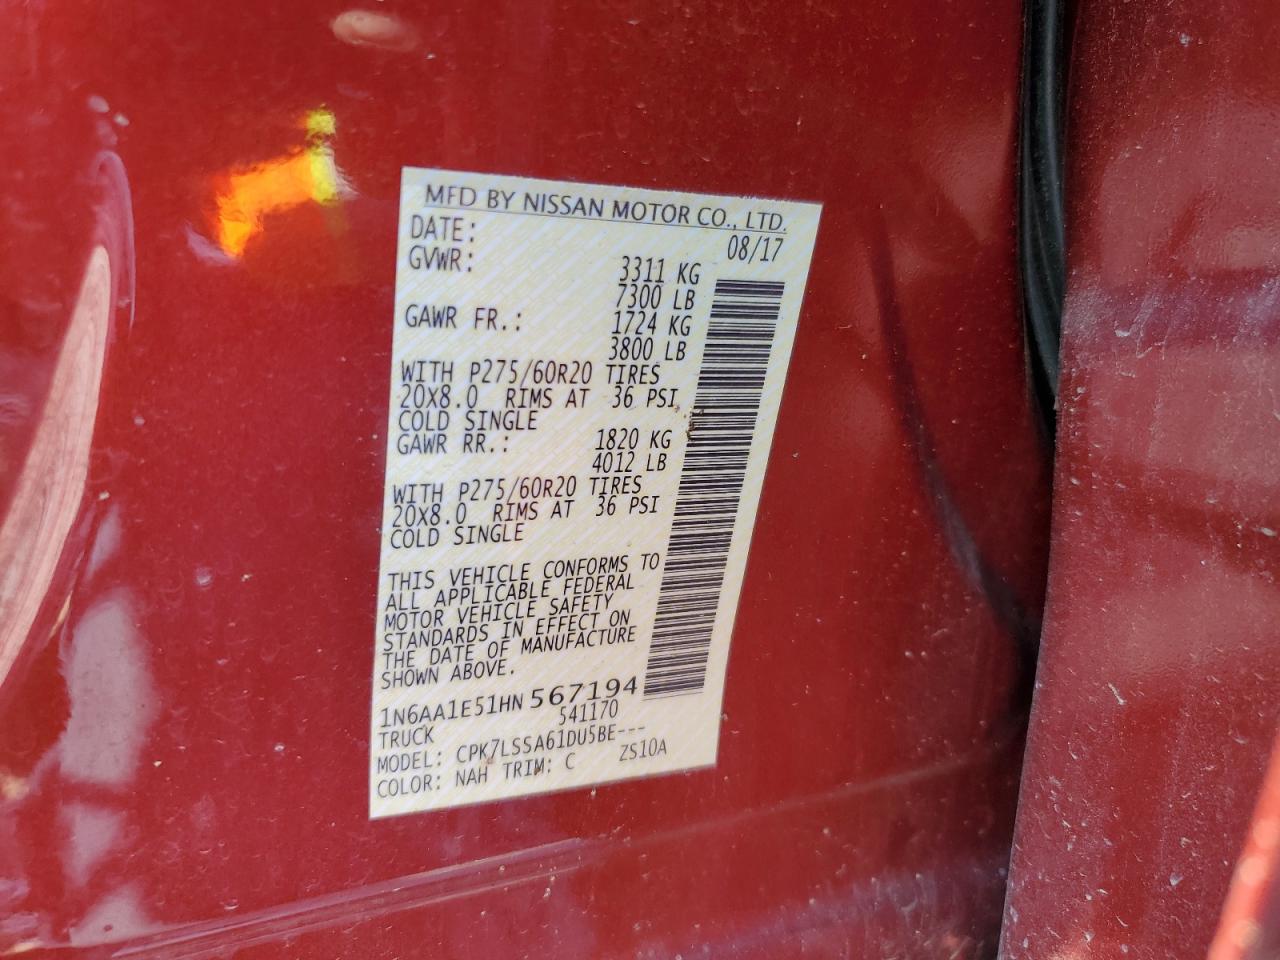 MFD BY NISSAN MOTOR CO., LTD.
DATE: 08/17
GVWR: 3311 KG
7300 LB
GAWR FR.: 1724 KG
3800 LB
WITH P275/60R20 TIRES
20X8.0 RIMS AT 36 PSI
COLD SINGLE
GAWR RR.: 1820 KG
4012 LB
WITH P275/60R20 TIRES
20X8.0 RIMS AT 36 PSI
COLD SINGLE
THIS VEHICLE CONFORMS TO
ALL APPLICABLE FEDERAL
MOTOR VEHICLE SAFETY
STANDARDS IN EFFECT ON
THE DATE OF MANUFACTURE
SHOWN ABOVE.
1N6AA1E51HN 567194
TRUCK 541170
MODEL: CPK7LSSA61DU5BE---
COLOR: NAH TRIM: C ZS10A